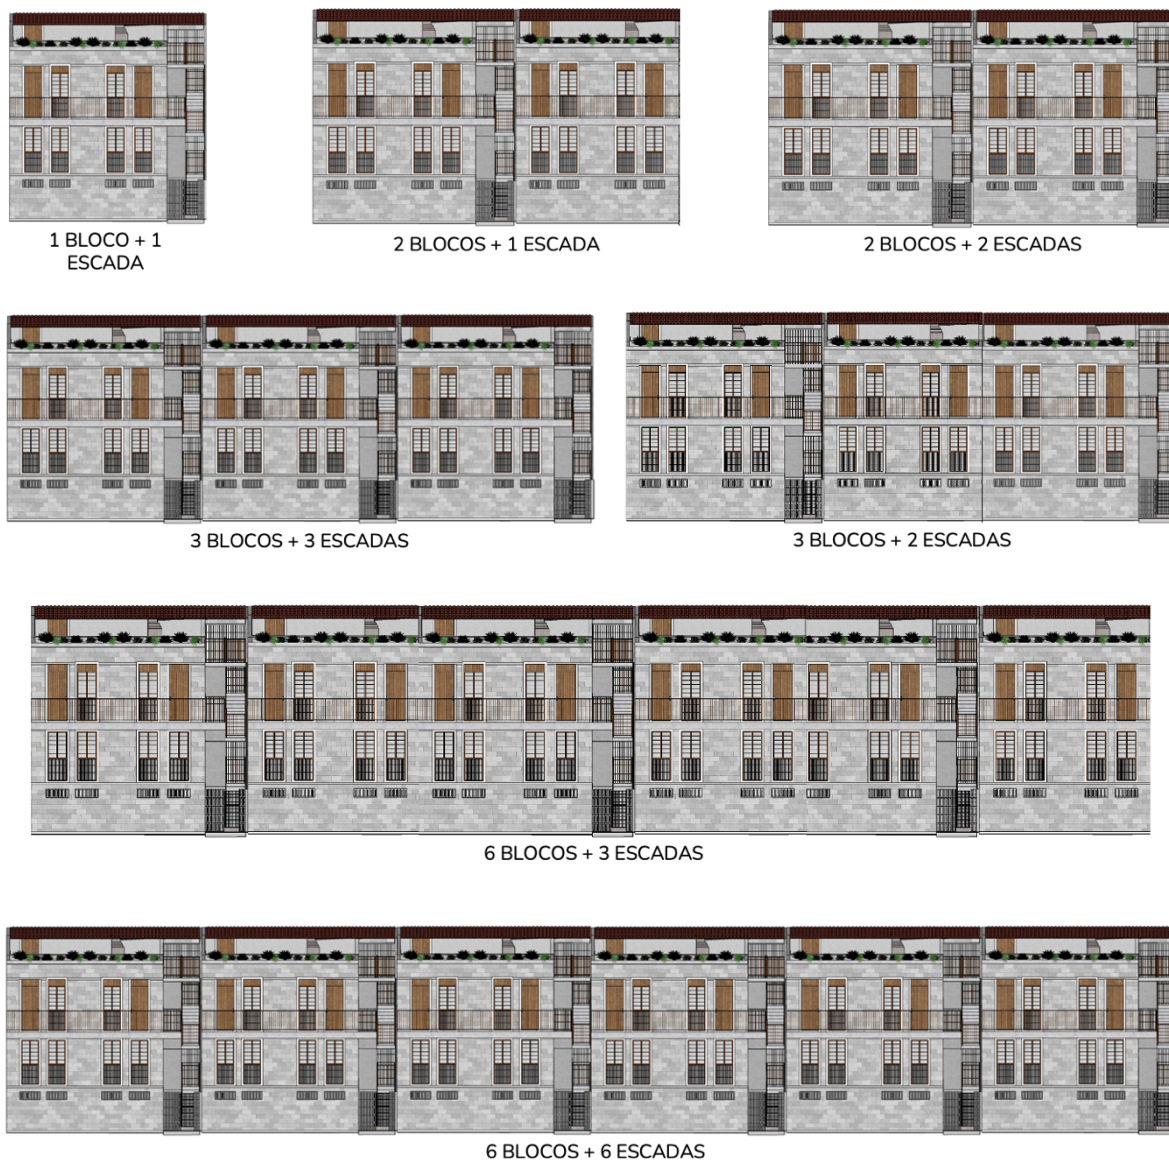 1 BLOCO + 1
ESCADA
2 BLOCOS + 1 ESCADA
2 BLOCOS + 2 ESCADAS
3 BLOCOS + 3 ESCADAS
3 BLOCOS + 2 ESCADAS
6 BLOCOS + 3 ESCADAS
6 BLOCOS + 6 ESCADAS